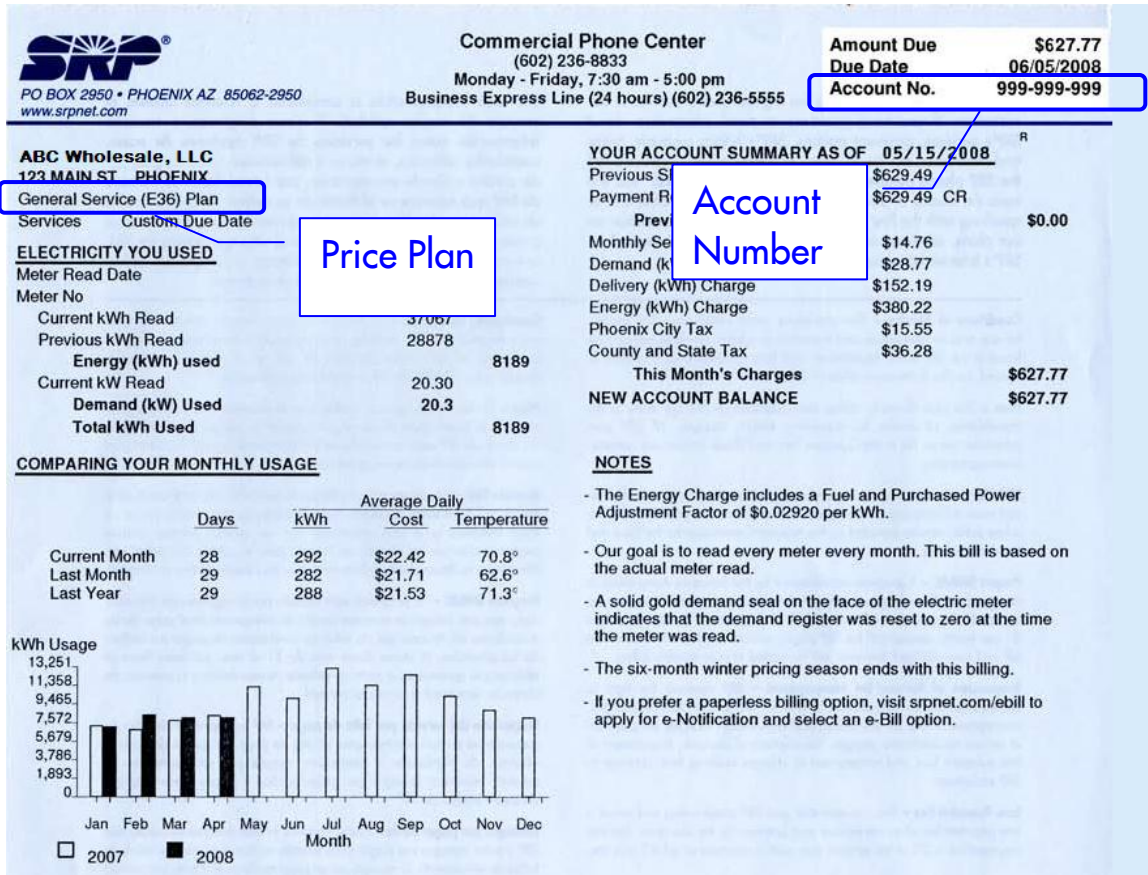 SRP®
PO BOX 2950 • PHOENIX AZ 85062-2950
www.srpnet.com
Commercial Phone Center
(602) 236-8833
Monday - Friday, 7:30 am - 5:00 pm
Business Express Line (24 hours) (602) 236-5555
Amount Due $627.77
Due Date 06/05/2008
Account No. 999-999-999
ABC Wholesale, LLC
123 MAIN ST PHOENIX
General Service (E36) Plan
Services Custom Due Date
Price Plan
ELECTRICITY YOU USED
Meter Read Date
Meter No
Current kWh Read 37067
Previous kWh Read 28878
Energy (kWh) used 8189
Current kW Read 20.30
Demand (kW) Used 20.3
Total kWh Used 8189
R
YOUR ACCOUNT SUMMARY AS OF 05/15/2008
Previous $629.49
Payment $629.49 CR
$0.00
Account
Number
Monthly $14.76
Demand $28.77
Delivery (kWh) Charge $152.19
Energy (kWh) Charge $380.22
Phoenix City Tax $15.55
County and State Tax $36.28
This Month's Charges $627.77
NEW ACCOUNT BALANCE $627.77
COMPARING YOUR MONTHLY USAGE
Average Daily
Days kWh Cost Temperature
Current Month 28 292 $22.42 70.8°
Last Month 29 282 $21.71 62.6°
Last Year 29 288 $21.53 71.3°
kWh Usage
13,251
11,358
9,465
7,572
5,679
3,786
1,893
0
Jan Feb Mar Apr May Jun Jul Aug Sep Oct Nov Dec
Month
2007 2008
NOTES
- The Energy Charge includes a Fuel and Purchased Power
Adjustment Factor of $0.02920 per kWh.
- Our goal is to read every meter every month. This bill is based on
the actual meter read.
- A solid gold demand seal on the face of the electric meter
indicates that the demand register was reset to zero at the time
the meter was read.
- The six-month winter pricing season ends with this billing.
- If you prefer a paperless billing option, visit srpnet.com/ebill to
apply for e-Notification and select an e-Bill option.